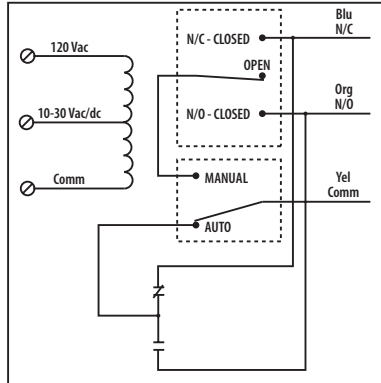 120 Vac
10-30 Vac/dc
Comm
N/C - CLOSED
OPEN
N/O - CLOSED
MANUAL
AUTO
Blu
N/C
Org
N/O
Yel
Comm